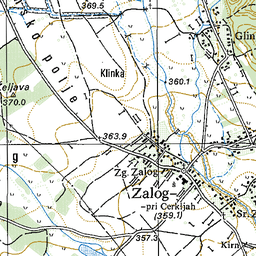 369.5
Glin
ko polje
Klinka
360.1
Željava
370.0
363.9
g
Zg. Zalog
Zalog-
-pri Cerkljah
(359.1)
Sr. Z
357.3
Kirn